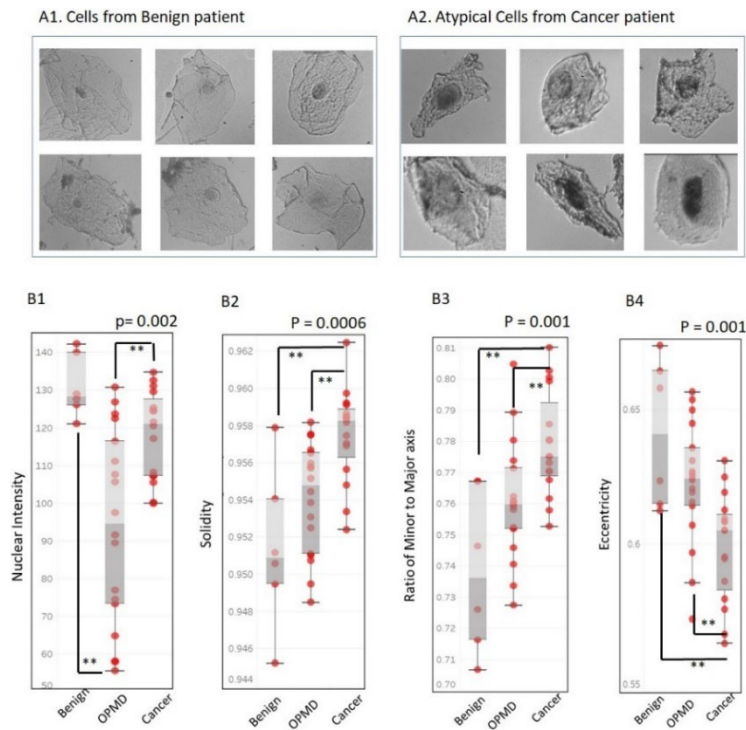 A1. Cells from Benign patient
A2. Atypical Cells from Cancer patient
B1
p= 0.002
**
**
140
130
120
110
100
90
80
70
60
50
Nuclear Intensity
Benign
OPMD
Cancer
B2
P = 0.0006
**
**
0.962
0.960
0.958
0.956
0.954
0.952
0.950
0.948
0.946
0.944
Solidity
Benign
OPMD
Cancer
B3
P = 0.001
**
**
0.81
0.80
0.79
0.78
0.77
0.76
0.75
0.74
0.73
0.72
0.71
0.70
Ratio of Minor to Major axis
Benign
OPMD
Cancer
B4
P = 0.001
0.65
0.6
0.55
**
**
Eccentricity
Benign
OPMD
Cancer